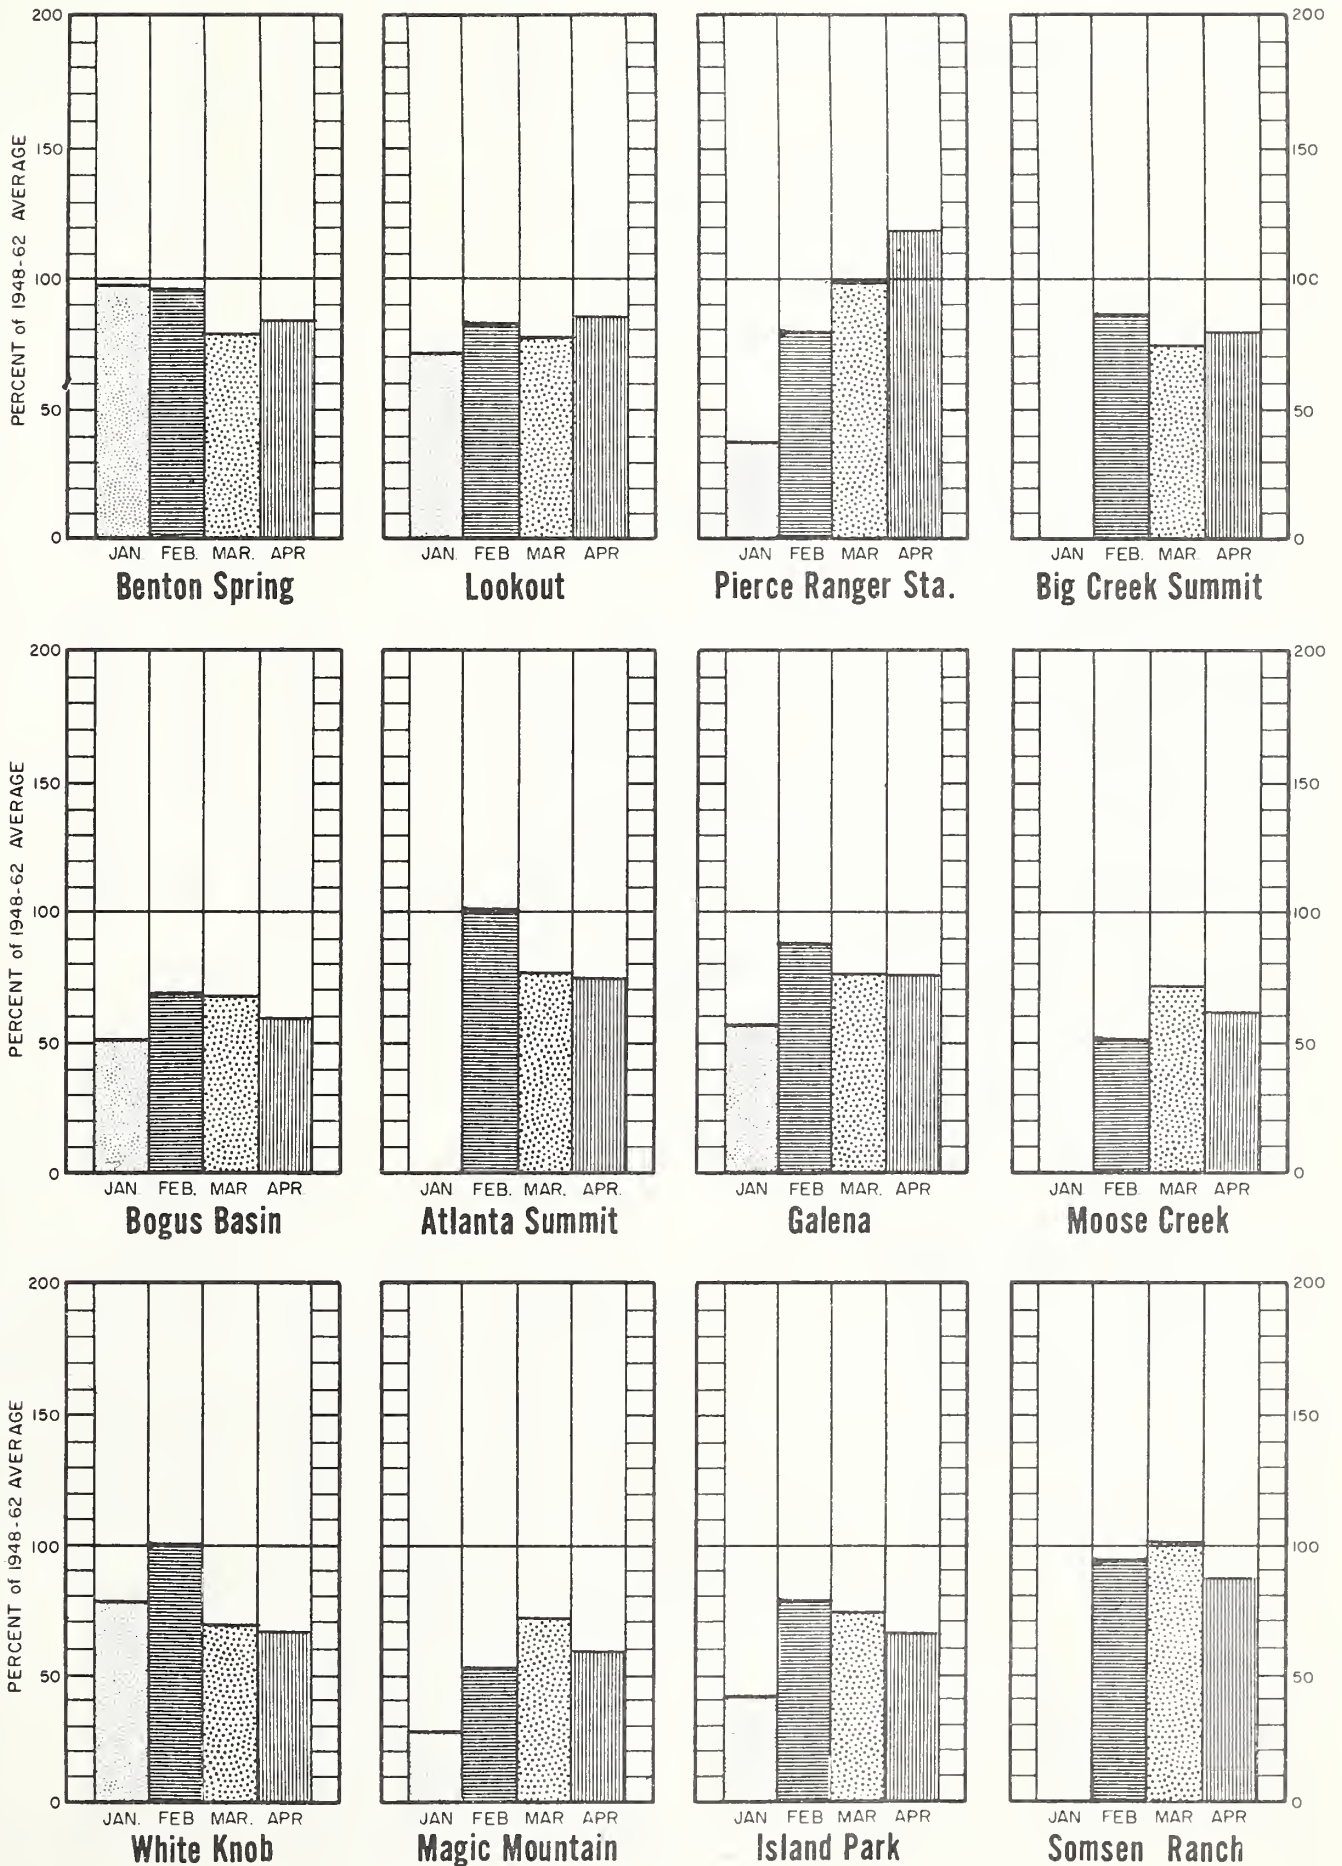 200 200
PERCENT of 1948-62 AVERAGE
150 150
100 100
50 50
0 0
JAN. FEB. MAR. APR JAN. FEB MAR APR JAN FEB MAR APR JAN FEB. MAR APR
Benton Spring Lookout Pierce Ranger Sta. Big Creek Summit
200 200
PERCENT of 1948-62 AVERAGE
150 150
100 100
50 50
0 0
JAN. FEB. MAR APR. JAN FEB. MAR. APR. JAN FEB MAR. APR JAN FEB. MAR APR
Bogus Basin Atlanta Summit Galena Moose Creek
200 200
PERCENT of 1948-62 AVERAGE
150 150
100 100
50 50
0 0
JAN. FEB MAR. APR JAN. FEB MAR APR JAN. FEB MAR APR JAN FEB MAR APR
White Knob Magic Mountain Island Park Somsen Ranch